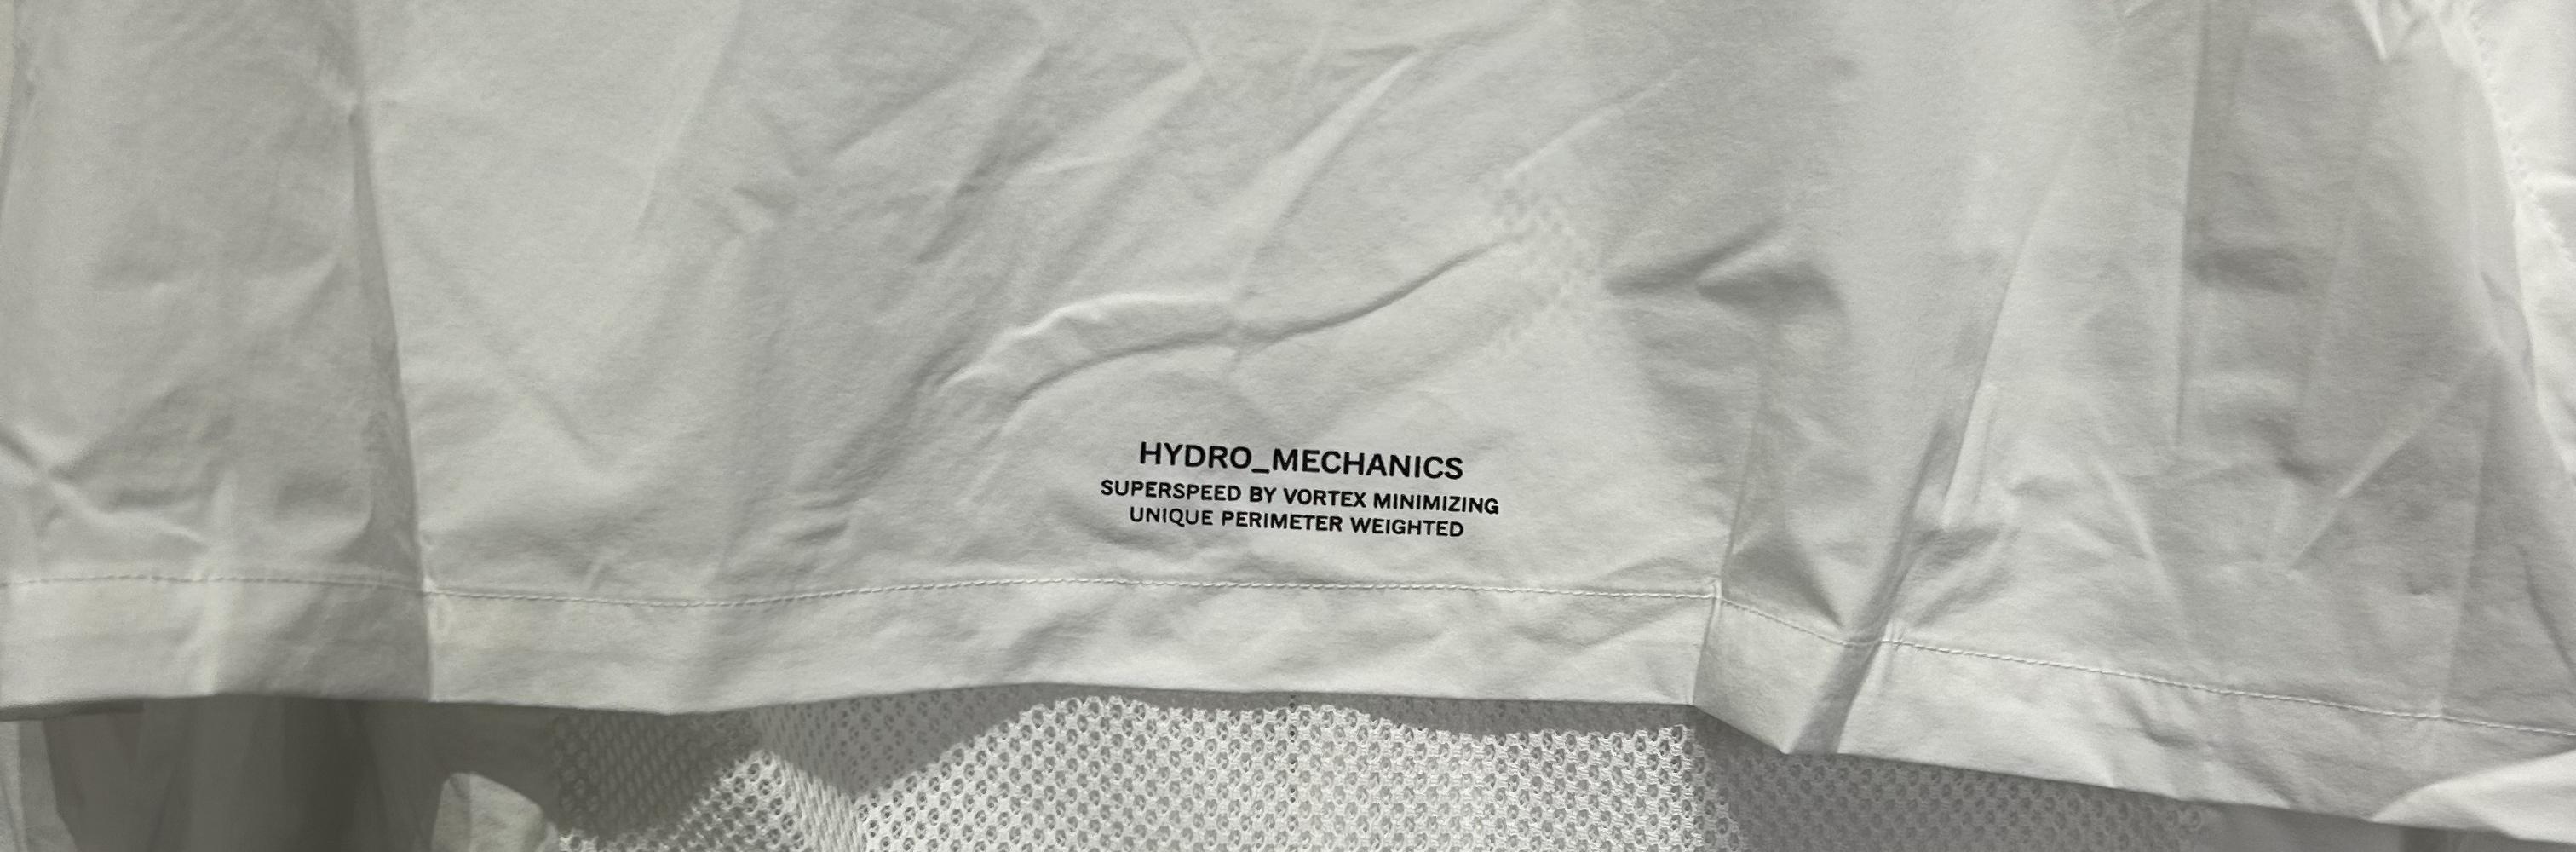 HYDRO_MECHANICS
SUPERSPEED BY VORTEX MINIMIZING
UNIQUE PERIMETER WEIGHTED